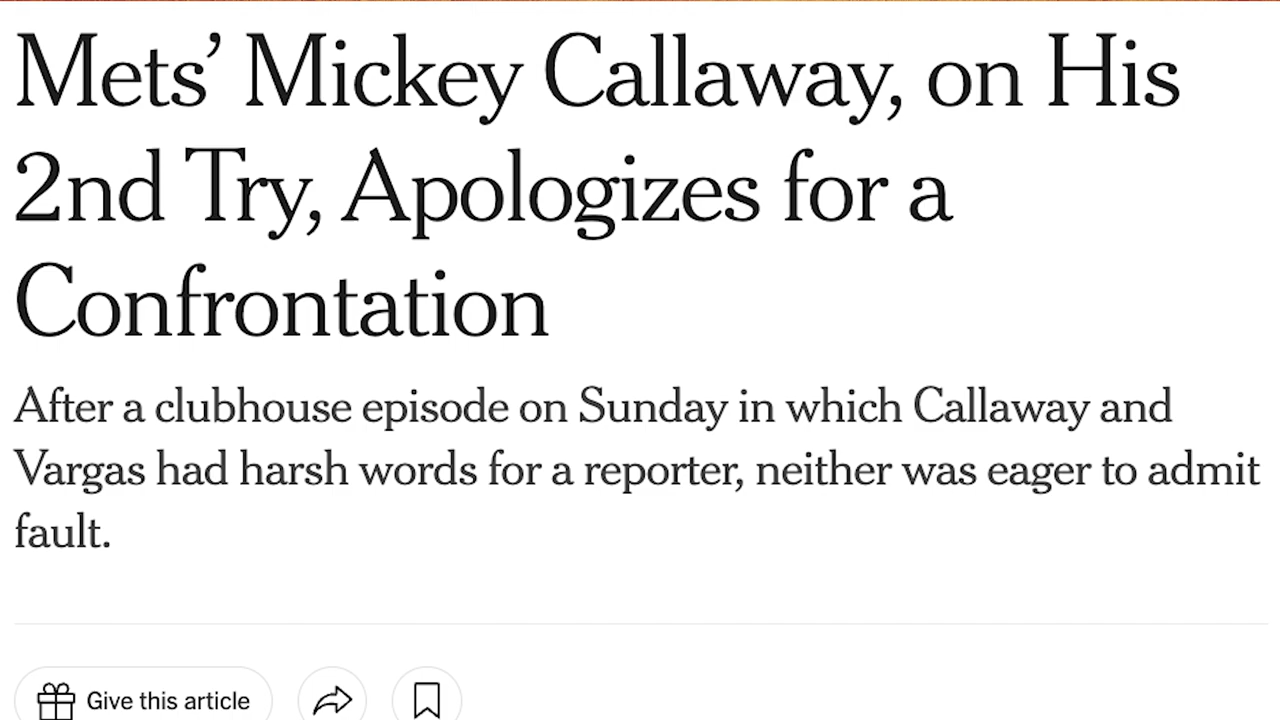 Mets’ Mickey Callaway, on His
2nd Try, Apologizes for a
Confrontation
After a clubhouse episode on Sunday in which Callaway and
Vargas had harsh words for a reporter, neither was eager to admit
fault.
Give this article